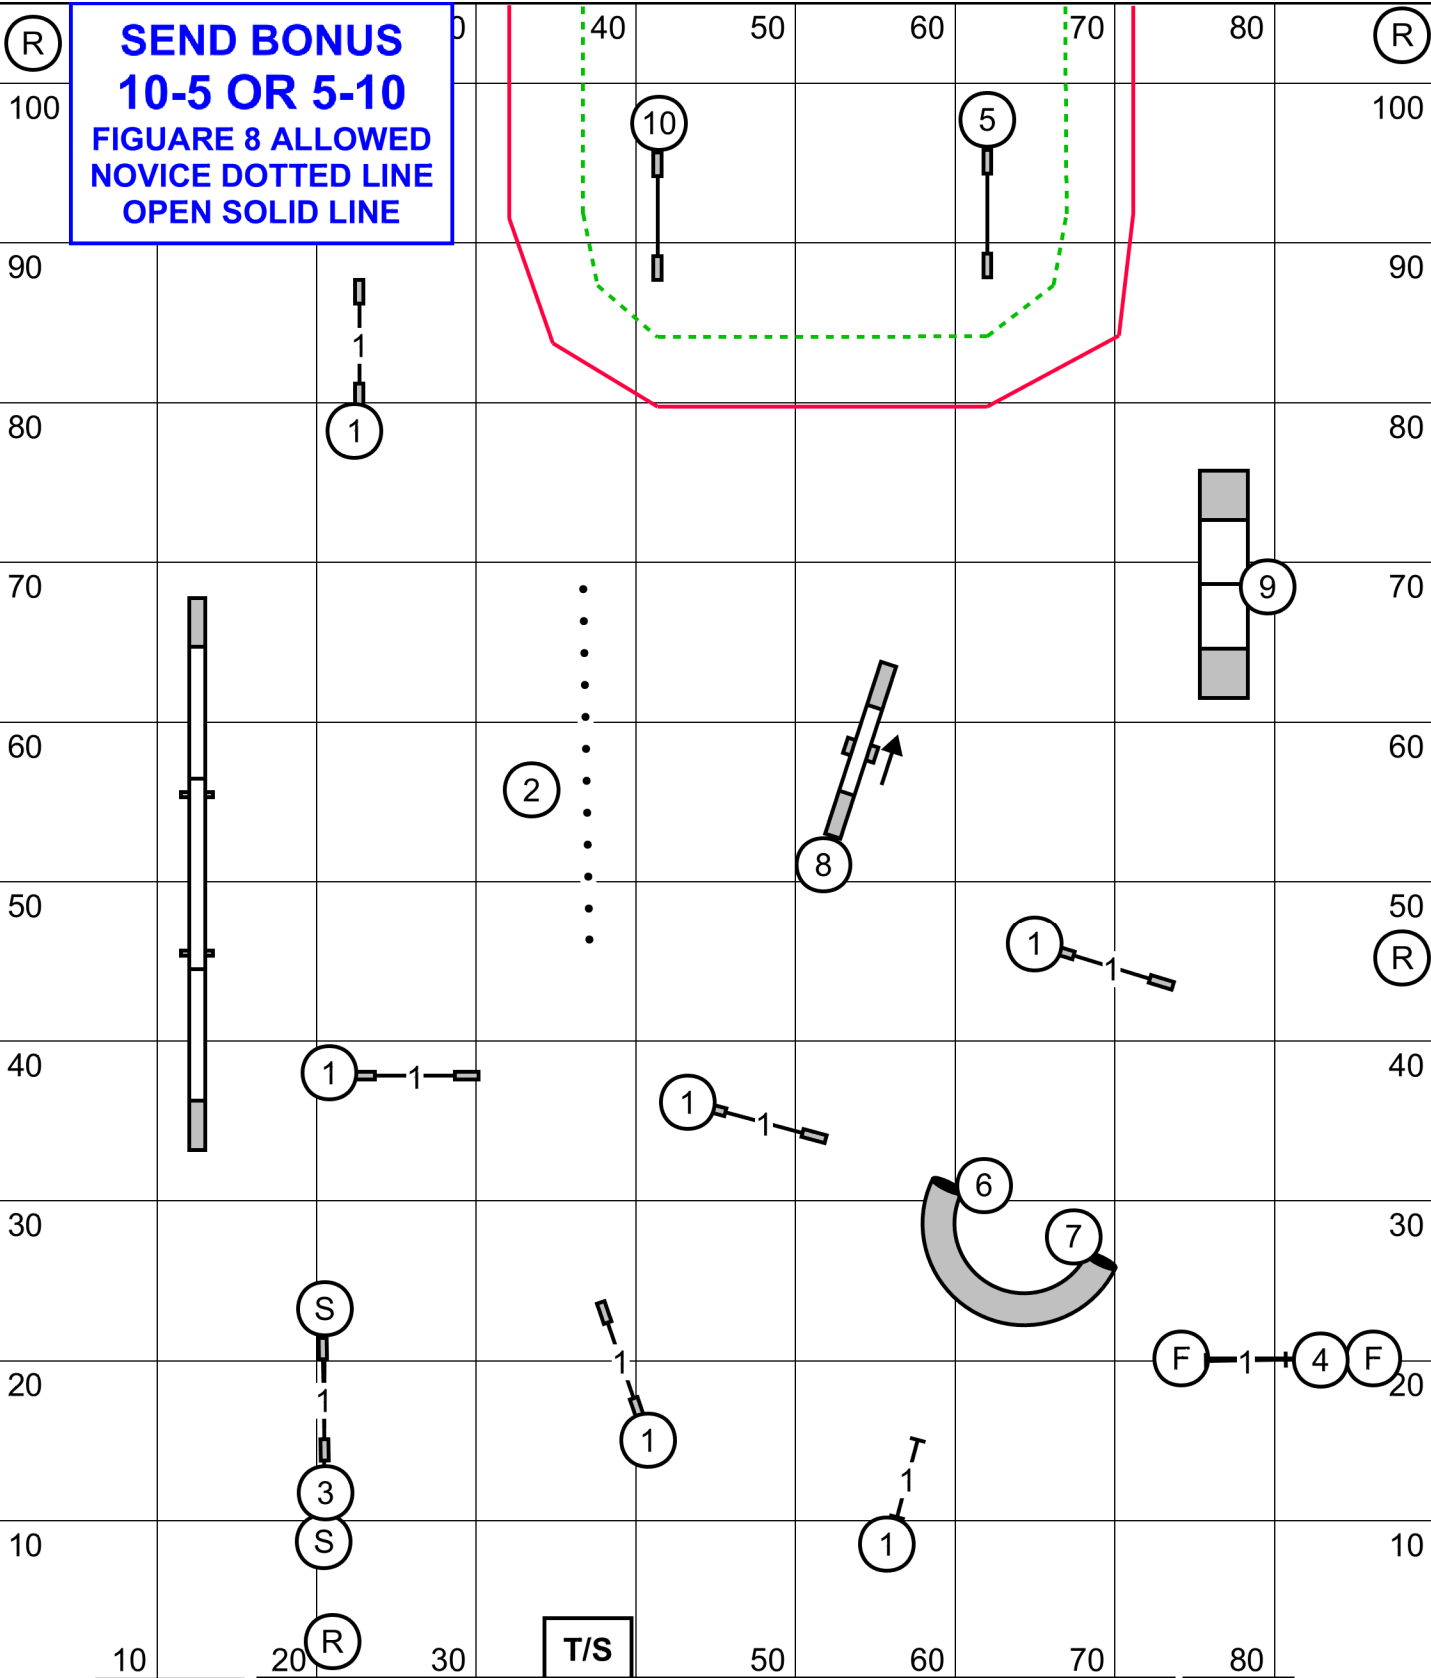 R
SEND BONUS
10-5 OR 5-10
FIGUARE 8 ALLOWED
NOVICE DOTTED LINE
OPEN SOLID LINE
0 40 50 60 70 80
R
100 10 5 100
90 90
1
1
80 80
70 9 70
60 60
2
8
50 50
1 1 R
40 40
1 1
1 1
6
30 7 30
S
F 1 4 F
1
20 20
1
1
3
1
S 1
10 10
R
10 20 30 T/S 50 60 70 80